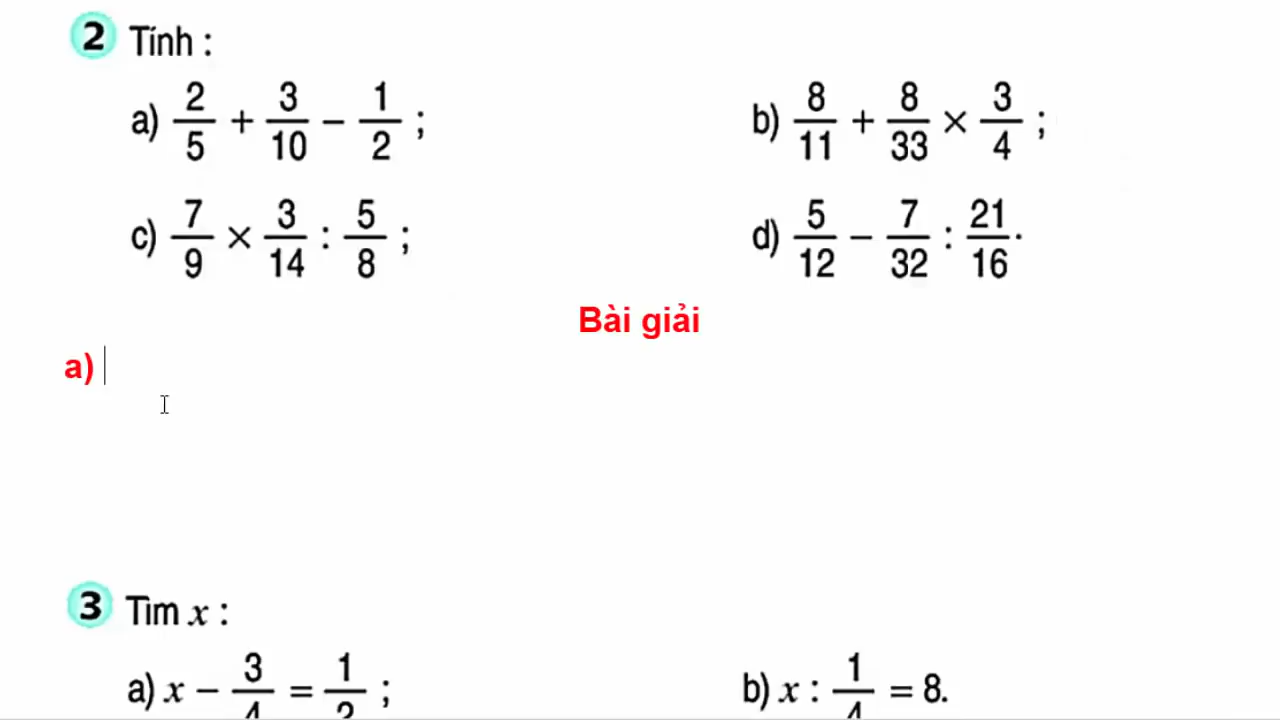 2 Tính :
a) 2/5 + 3/10 − 1/2 ; b) 8/11 + 8/33 × 3/4 ;
c) 7/9 × 3/14 : 5/8 ; d) 5/12 − 7/32 : 21/16 .
Bài giải
a)
3 Tìm x :
a) x − 3/4 = 1/2 ; b) x : 1/4 = 8.